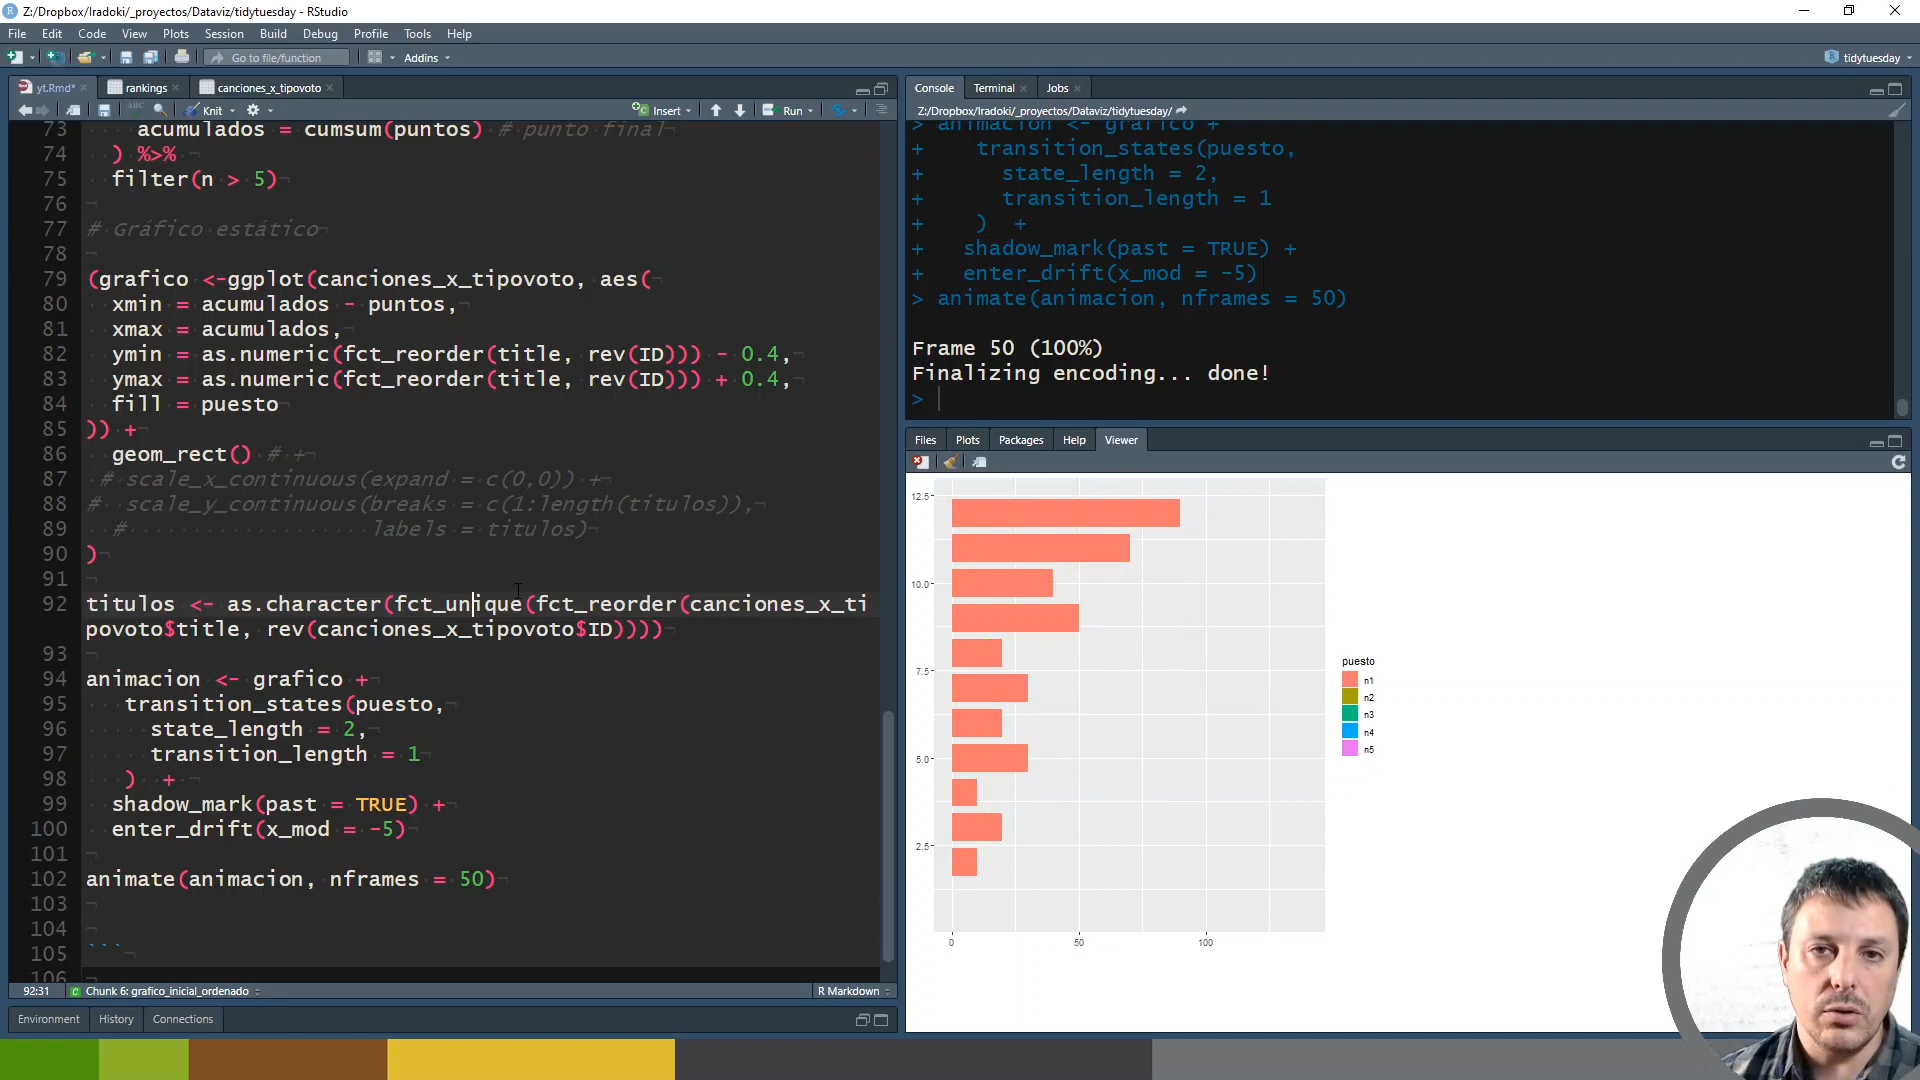 Z:/Dropbox/Iradoki/_proyectos/Dataviz/tidytuesday - RStudio
File Edit Code View Plots Session Build Debug Profile Tools Help
Go to file/function
Addins
tidytuesday
yt.Rmd*
rankings
canciones_x_tipovoto
ABC
Knit
Insert
Run
73 acumulados = cumsum(puntos) # punto final
74 ) %>%
75 filter(n > 5)
76
77 # Gráfico estático
78
79 (grafico <-ggplot(canciones_x_tipovoto, aes(
80 xmin = acumulados - puntos,
81 xmax = acumulados,
82 ymin = as.numeric(fct_reorder(title, rev(ID))) - 0.4,
83 ymax = as.numeric(fct_reorder(title, rev(ID))) + 0.4,
84 fill = puesto
85 )) +
86 geom_rect() # +
87 # scale_x_continuous(expand = c(0,0)) +
88 # scale_y_continuous(breaks = c(1:length(titulos)),
89 # labels = titulos)
90 )
91
92 titulos <- as.character(fct_unique(fct_reorder(canciones_x_ti
povoto$title, rev(canciones_x_tipovoto$ID))))
93
94 animacion <- grafico +
95 transition_states(puesto,
96 state_length = 2,
97 transition_length = 1
98 ) +
99 shadow_mark(past = TRUE) +
100 enter_drift(x_mod = -5)
101
102 animate(animacion, nframes = 50)
103
104
105 ```
106
92:31
Chunk 6: grafico_inicial_ordenado
R Markdown
Environment History Connections
Console Terminal Jobs
Z:/Dropbox/Iradoki/_proyectos/Dataviz/tidytuesday/
> animacion <- grafico +
+ transition_states(puesto,
+ state_length = 2,
+ transition_length = 1
+ ) +
+ shadow_mark(past = TRUE) +
+ enter_drift(x_mod = -5)
> animate(animacion, nframes = 50)
Frame 50 (100%)
Finalizing encoding... done!
>
Files Plots Packages Help Viewer
12.5
10.0
7.5
5.0
2.5
0 50 100
puesto
n1
n2
n3
n4
n5